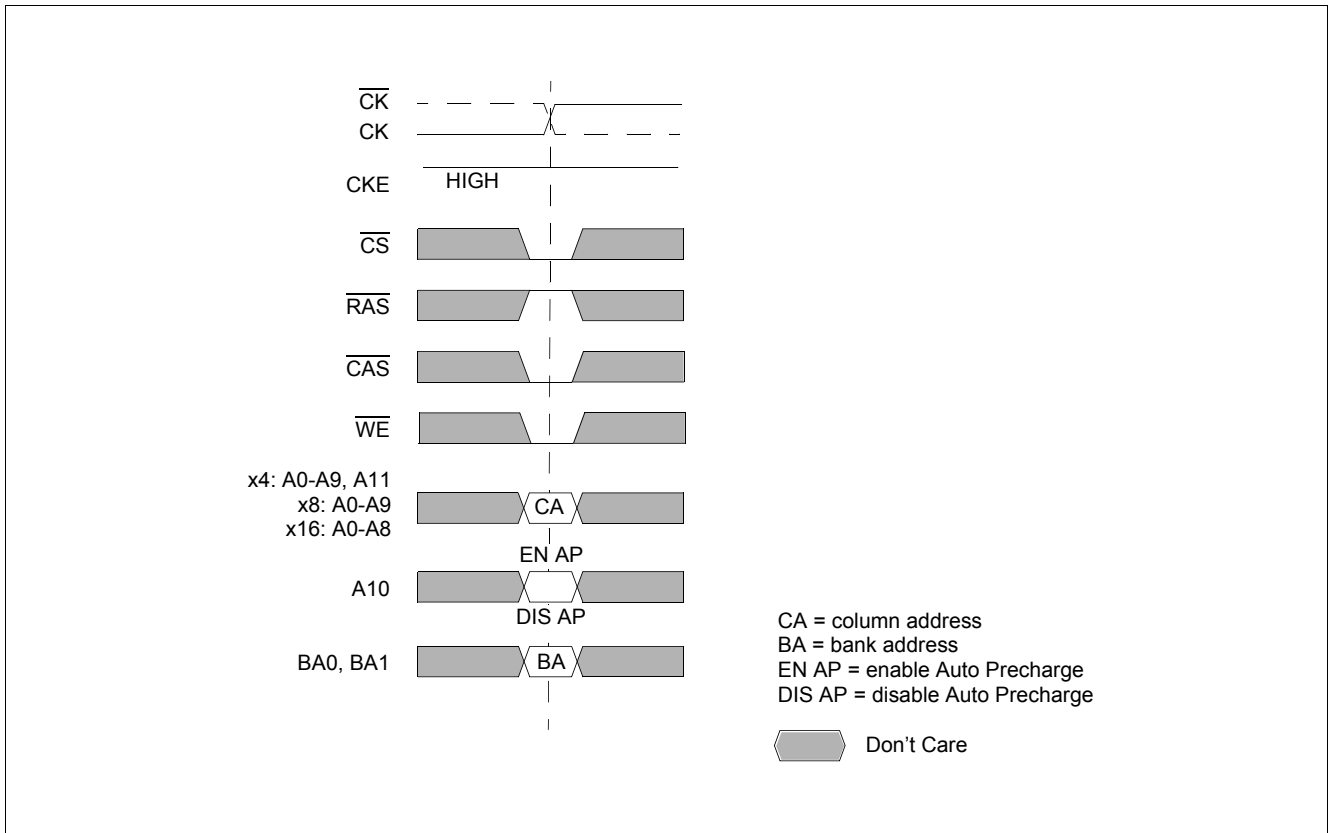 CK
CK
CKE HIGH
CS
RAS
CAS
WE
x4: A0-A9, A11
x8: A0-A9
x16: A0-A8
CA
EN AP
A10
DIS AP
BA0, BA1 BA
CA = column address
BA = bank address
EN AP = enable Auto Precharge
DIS AP = disable Auto Precharge
Don't Care